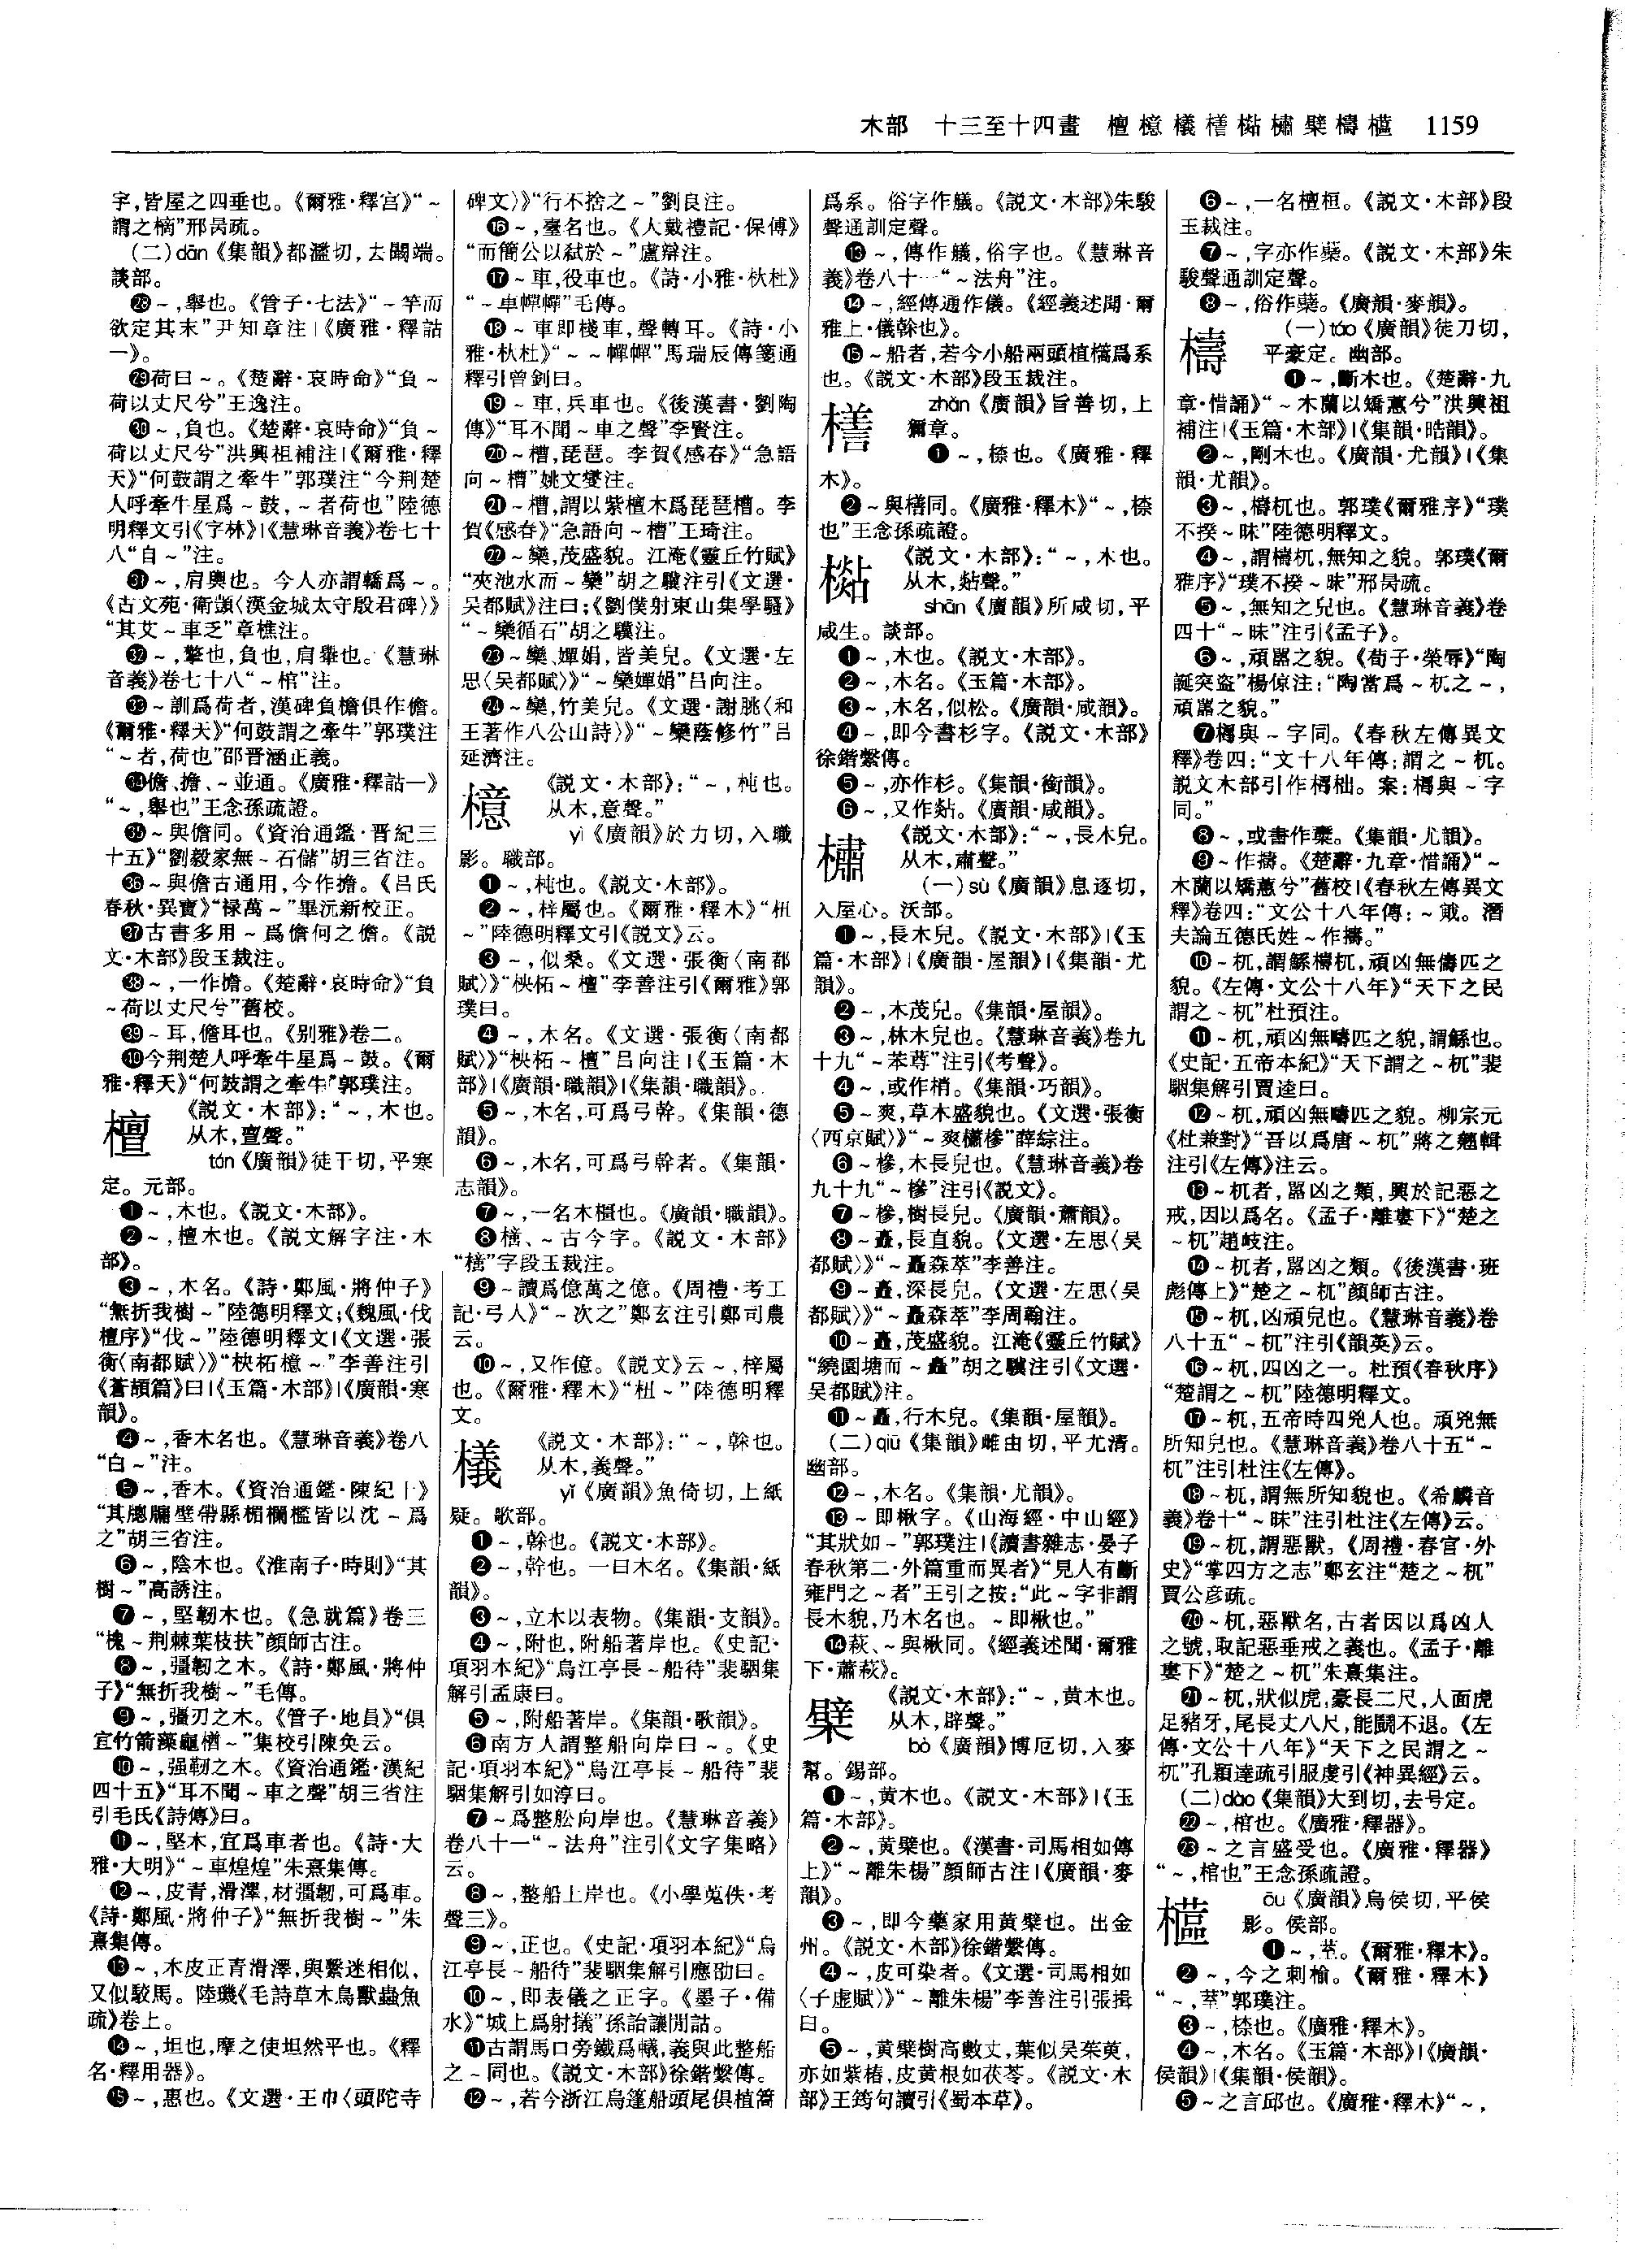 木部　十三至十四畫　檀檍檥橏㯆橚檗檮櫙　1159
字,皆屋之四垂也。《爾雅·釋宮》“~
謂之樀”邢昺疏。
(二)dān《集韻》都濫切,去闞端。
談部。
㉘~,舉也。《管子·七法》“~竿而
欲定其末”尹知章注|《廣雅·釋詁
一》。
㉙荷曰~。《楚辭·哀時命》“負~
荷以丈尺兮”王逸注。
㉚~,負也。《楚辭·哀時命》“負~
荷以丈尺兮”洪興祖補注|《爾雅·釋
天》“何鼓謂之牽牛”郭璞注“今荆楚
人呼牽牛星爲~鼓,~者荷也”陸德
明釋文引《字林》|《慧琳音義》卷七十
八“自~”注。
㉛~,肩輿也。今人亦謂轎爲~。
《古文苑·衛顗〈漢金城太守殷君碑〉》
“其艾~車乏”章樵注。
㉜~,擎也,負也,肩轝也。《慧琳
音義》卷七十八“~棺”注。
㉝~訓爲荷者,漢碑負檐俱作儋。
《爾雅·釋天》“何鼓謂之牽牛”郭璞注
“~者,荷也”邵晋涵正義。
㉞儋、擔、~並通。《廣雅·釋詁一》
“~,舉也”王念孫疏證。
㉟~與儋同。《資治通鑑·晋紀三
十五》“劉毅家無~石儲”胡三省注。
㊱~與儋古通用,今作擔。《吕氏
春秋·異寶》“禄萬~”畢沅新校正。
㊲古書多用~爲儋何之儋。《説
文·木部》段玉裁注。
㊳~,一作擔。《楚辭·哀時命》“負
~荷以丈尺兮”舊校。
㊴~耳,儋耳也。《别雅》卷二。
㊵今荆楚人呼牽牛星爲~鼓。《爾
雅·釋天》“何鼓謂之牽牛”郭璞注。
檀
《説文·木部》：“~,木也。
从木,亶聲。”
tán《廣韻》徒干切,平寒
定。元部。
❶~,木也。《説文·木部》。
❷~,檀木也。《説文解字注·木
部》。
❸~,木名。《詩·鄭風·將仲子》
“無折我樹~”陸德明釋文;《魏風·伐
檀序》“伐~”陸德明釋文|《文選·張
衡〈南都賦〉》“柍柘檍~”李善注引
《蒼頡篇》曰|《玉篇·木部》|《廣韻·寒
韻》。
❹~,香木名也。《慧琳音義》卷八
“白~”注。
❺~,香木。《資治通鑑·陳紀十》
“其牕牖壁帶縣楣欄檻皆以沈~爲
之”胡三省注。
❻~,陰木也。《淮南子·時則》“其
樹~”高誘注。
❼~,堅韌木也。《急就篇》卷三
“槐~荆棘葉枝扶”顔師古注。
❽~,彊韌之木。《詩·鄭風·將仲
子》“無折我樹~”毛傳。
❾~,彊刃之木。《管子·地員》“俱
宜竹箭藻龜楢~”集校引陳奂云。
❿~,强韌之木。《資治通鑑·漢紀
四十五》“耳不聞~車之聲”胡三省注
引毛氏《詩傳》曰。
⓫~,堅木,宜爲車者也。《詩·大
雅·大明》“~車煌煌”朱熹集傳。
⓬~,皮青,滑澤,材彊韌,可爲車。
《詩·鄭風·將仲子》“無折我樹~”朱
熹集傳。
⓭~,木皮正青滑澤,與繫迷相似,
又似駮馬。陸璣《毛詩草木鳥獸蟲魚
疏》卷上。
⓮~,坦也,摩之使坦然平也。《釋
名·釋用器》。
⓯~,惠也。《文選·王巾〈頭陀寺
碑文〉》“行不捨之~”劉良注。
⓰~,臺名也。《大戴禮記·保傅》
“而簡公以弑於~”盧辯注。
⓱~車,役車也。《詩·小雅·杕杜》
“~車幝幝”毛傳。
⓲~車即棧車,聲轉耳。《詩·小
雅·杕杜》“~~幝幝”馬瑞辰傳箋通
釋引曾釗曰。
⓳~車,兵車也。《後漢書·劉陶
傳》“耳不聞~車之聲”李賢注。
⓴~槽,琵琶。李賀《感春》“急語
向~槽”姚文燮注。
㉑~槽,謂以紫檀木爲琵琶槽。李
賀《感春》“急語向~槽”王琦注。
㉒~欒,茂盛貌。江淹《靈丘竹賦》
“夾池水而~欒”胡之驥注引《文選·
吴都賦》注曰;《劉僕射東山集學騷》
“~欒循石”胡之驥注。
㉓~欒、嬋娟,皆美皃。《文選·左
思〈吴都賦〉》“~欒嬋娟”吕向注。
㉔~欒,竹美皃。《文選·謝朓〈和
王著作八公山詩〉》“~欒蔭修竹”吕
延濟注。
檍
《説文·木部》：“~,杶也。
从木,意聲。”
yì《廣韻》於力切,入職
影。職部。
❶~,杶也。《説文·木部》。
❷~,梓屬也。《爾雅·釋木》“杻
~”陸德明釋文引《説文》云。
❸~,似桑。《文選·張衡〈南都
賦〉》“柍柘~檀”李善注引《爾雅》郭
璞曰。
❹~,木名。《文選·張衡〈南都
賦〉》“柍柘~檀”吕向注|《玉篇·木
部》|《廣韻·職韻》|《集韻·職韻》。
❺~,木名,可爲弓幹。《集韻·德
韻》。
❻~,木名,可爲弓幹者。《集韻·
志韻》。
❼~,一名木橿也。《廣韻·職韻》。
❽㯆、~古今字。《説文·木部》
“㯆”字段玉裁注。
❾~讀爲億萬之億。《周禮·考工
記·弓人》“~次之”鄭玄注引鄭司農
云。
❿~,又作億。《説文》云~,梓屬
也。《爾雅·釋木》“杻~”陸德明釋
文。
檥
《説文·木部》：“~,榦也。
从木,義聲。”
yǐ《廣韻》魚倚切,上紙
疑。歌部。
❶~,榦也。《説文·木部》。
❷~,幹也。一曰木名。《集韻·紙
韻》。
❸~,立木以表物。《集韻·支韻》。
❹~,附也,附船著岸也。《史記·
項羽本紀》“烏江亭長~船待”裴駰集
解引孟康曰。
❺~,附船著岸。《集韻·歌韻》。
❻南方人謂整船向岸曰~。《史
記·項羽本紀》“烏江亭長~船待”裴
駰集解引如淳曰。
❼~爲整舩向岸也。《慧琳音義》
卷八十一“~法舟”注引《文字集略》
云。
❽~,整船上岸也。《小學蒐佚·考
聲三》。
❾~,正也。《史記·項羽本紀》“烏
江亭長~船待”裴駰集解引應劭曰。
❿~,即表儀之正字。《墨子·備
水》“城上爲射㩘”孫詒讓閒詁。
⓫古謂馬口旁鐵爲轙,義與此整船
之~同也。《説文·木部》徐鍇繫傳。
⓬~,若今浙江烏篷船頭尾俱植篙
爲系。俗字作艤。《説文·木部》朱駿
聲通訓定聲。
⓭~,傳作艤,俗字也。《慧琳音
義》卷八十一“~法舟”注。
⓮~,經傳通作儀。《經義述聞·爾
雅上·儀榦也》。
⓯~船者,若今小船兩頭植檣爲系
也。《説文·木部》段玉裁注。
橏
zhǎn《廣韻》旨善切,上
獮章。
❶~,㮨也。《廣雅·釋
木》。
❷~與樿同。《廣雅·釋木》“~,㮨
也”王念孫疏證。
《説文·木部》：“~,木也。
从木,煔聲。”
shān《廣韻》所咸切,平
咸生。談部。
❶~,木也。《説文·木部》。
❷~,木名。《玉篇·木部》。
❸~,木名,似松。《廣韻·咸韻》。
❹~,即今書杉字。《説文·木部》
徐鍇繫傳。
❺~,亦作杉。《集韻·銜韻》。
❻~,又作煔。《廣韻·咸韻》。
橚
《説文·木部》：“~,長木皃。
从木,肅聲。”
(一)sù《廣韻》息逐切,
入屋心。沃部。
❶~,長木皃。《説文·木部》|《玉
篇·木部》|《廣韻·屋韻》|《集韻·尤
韻》。
❷~,木茂皃。《集韻·屋韻》。
❸~,林木皃也。《慧琳音義》卷九
十九“~苯䔿”注引《考聲》。
❹~,或作梢。《集韻·巧韻》。
❺~爽,草木盛貌也。《文選·張衡
〈西京賦〉》“~爽櫹槮”薛綜注。
❻~槮,木長皃也。《慧琳音義》卷
九十九“~槮”注引《説文》。
❼~槮,樹長皃。《廣韻·蕭韻》。
❽~矗,長直貌。《文選·左思〈吴
都賦〉》“~矗森萃”李善注。
❾~矗,深長皃。《文選·左思〈吴
都賦〉》“~矗森萃”李周翰注。
❿~矗,茂盛貌。江淹《靈丘竹賦》
“繞園塘而~矗”胡之驥注引《文選·
吴都賦》注。
⓫~矗,行木皃。《集韻·屋韻》。
(二)qiū《集韻》雌由切,平尤清。
幽部。
⓬~,木名。《集韻·尤韻》。
⓭~即楸字。《山海經·中山經》
“其狀如~”郭璞注|《讀書雜志·晏子
春秋第二·外篇重而異者》“見人有斷
雍門之~者”王引之按：“此~字非謂
長木貌,乃木名也。~即楸也。”
⓮萩、~與楸同。《經義述聞·爾雅
下·蕭萩》。
檗
《説文·木部》：“~,黄木也。
从木,辟聲。”
bò《廣韻》博厄切,入麥
幫。錫部。
❶~,黄木也。《説文·木部》|《玉
篇·木部》。
❷~,黄檗也。《漢書·司馬相如傳
上》“~離朱楊”顔師古注|《廣韻·麥
韻》。
❸~,即今藥家用黄檗也。出金
州。《説文·木部》徐鍇繫傳。
❹~,皮可染者。《文選·司馬相如
〈子虚賦〉》“~離朱楊”李善注引張揖
曰。
❺~,黄檗樹高數丈,葉似吴茱萸,
亦如紫椿,皮黄根如茯苓。《説文·木
部》王筠句讀引《蜀本草》。
❻~,一名檀桓。《説文·木部》段
玉裁注。
❼~,字亦作蘗。《説文·木部》朱
駿聲通訓定聲。
❽~,俗作蘗。《廣韻·麥韻》。
檮
(一)táo《廣韻》徒刀切,
平豪定。幽部。
❶~,斷木也。《楚辭·九
章·惜誦》“~木蘭以矯蕙兮”洪興祖
補注|《玉篇·木部》|《集韻·晧韻》。
❷~,剛木也。《廣韻·尤韻》|《集
韻·尤韻》。
❸~,檮杌也。郭璞《爾雅序》“璞
不揆~昧”陸德明釋文。
❹~,謂檮杌,無知之貌。郭璞《爾
雅序》“璞不揆~昧”邢昺疏。
❺~,無知之皃也。《慧琳音義》卷
四十“~昧”注引《孟子》。
❻~,頑嚚之貌。《荀子·榮辱》“陶
誕突盗”楊倞注：“陶當爲~杌之~,
頑嚚之貌。”
❼檮與~字同。《春秋左傳異文
釋》卷四：“文十八年傳：謂之~杌。
説文木部引作檮柮。案：檮與~字
同。”
❽~,或書作橐。《集韻·尤韻》。
❾~作擣。《楚辭·九章·惜誦》“~
木蘭以矯蕙兮”舊校|《春秋左傳異文
釋》卷四：“文公十八年傳：~戭。潛
夫論五德氏姓~作擣。”
❿~杌,謂鯀檮杌,頑凶無儔匹之
貌。《左傳·文公十八年》“天下之民
謂之~杌”杜預注。
⓫~杌,頑凶無疇匹之貌,謂鯀也。
《史記·五帝本紀》“天下謂之~杌”裴
駰集解引賈逵曰。
⓬~杌,頑凶無疇匹之貌。柳宗元
《杜兼對》“吾以爲唐~杌”蔣之翹輯
注引《左傳》注云。
⓭~杌者,嚚凶之類,興於記惡之
戒,因以爲名。《孟子·離婁下》“楚之
~杌”趙岐注。
⓮~杌者,嚚凶之類。《後漢書·班
彪傳上》“楚之~杌”顔師古注。
⓯~杌,凶頑皃也。《慧琳音義》卷
八十五“~杌”注引《韻英》云。
⓰~杌,四凶之一。杜預《春秋序》
“楚謂之~杌”陸德明釋文。
⓱~杌,五帝時四兇人也。頑兇無
所知皃也。《慧琳音義》卷八十五“~
杌”注引杜注《左傳》。
⓲~杌,謂無所知貌也。《希麟音
義》卷十“~昧”注引杜注《左傳》云。
⓳~杌,謂惡獸。《周禮·春官·外
史》“掌四方之志”鄭玄注“楚之~杌”
賈公彦疏。
⓴~杌,惡獸名,古者因以爲凶人
之號,取記惡垂戒之義也。《孟子·離
婁下》“楚之~杌”朱熹集注。
㉑~杌,狀似虎,豪長二尺,人面虎
足豬牙,尾長丈八尺,能鬬不退。《左
傳·文公十八年》“天下之民謂之~
杌”孔穎達疏引服虔引《神異經》云。
(二)dào《集韻》大到切,去号定。
㉒~,棺也。《廣雅·釋器》。
㉓~之言盛受也。《廣雅·釋器》
“~,棺也”王念孫疏證。
櫙
ōu《廣韻》烏侯切,平侯
影。侯部。
❶~,荎。《爾雅·釋木》。
❷~,今之刺榆。《爾雅·釋木》
“~,荎”郭璞注。
❸~,㮨也。《廣雅·釋木》。
❹~,木名。《玉篇·木部》|《廣韻·
侯韻》|《集韻·侯韻》。
❺~之言邱也。《廣雅·釋木》“~,